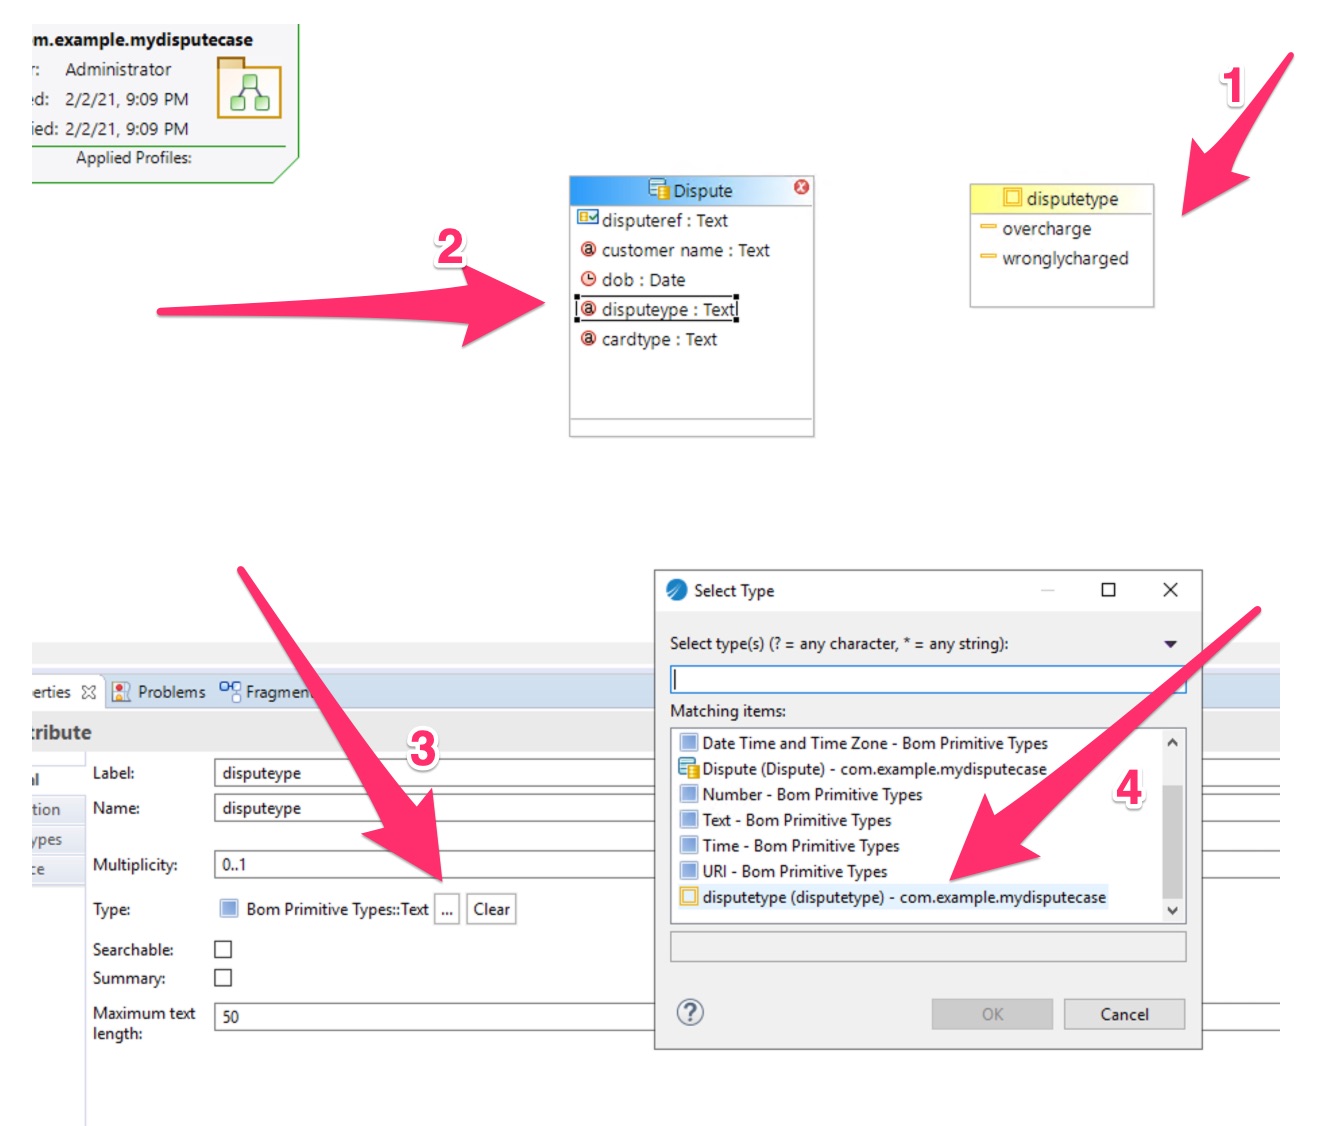 m.example.mydisputecase
r: Administrator
ed: 2/2/21, 9:09 PM
ied: 2/2/21, 9:09 PM
Applied Profiles:
1
2
Dispute
disputeref : Text
customer name : Text
dob : Date
disputeype : Text
cardtype : Text
disputetype
overcharge
wronglycharged
erties
Problems
Fragmen
tribute
al
tion
ypes
ce
3
Label: disputeype
Name: disputeype
Multiplicity: 0..1
Type: Bom Primitive Types::Text ... Clear
Searchable:
Summary:
Maximum text
length:
50
Select Type
Select type(s) (? = any character, * = any string):
Matching items:
Date Time and Time Zone - Bom Primitive Types
Dispute (Dispute) - com.example.mydisputecase
Number - Bom Primitive Types
Text - Bom Primitive Types
Time - Bom Primitive Types
URI - Bom Primitive Types
disputetype (disputetype) - com.example.mydisputecase
4
?
OK
Cancel